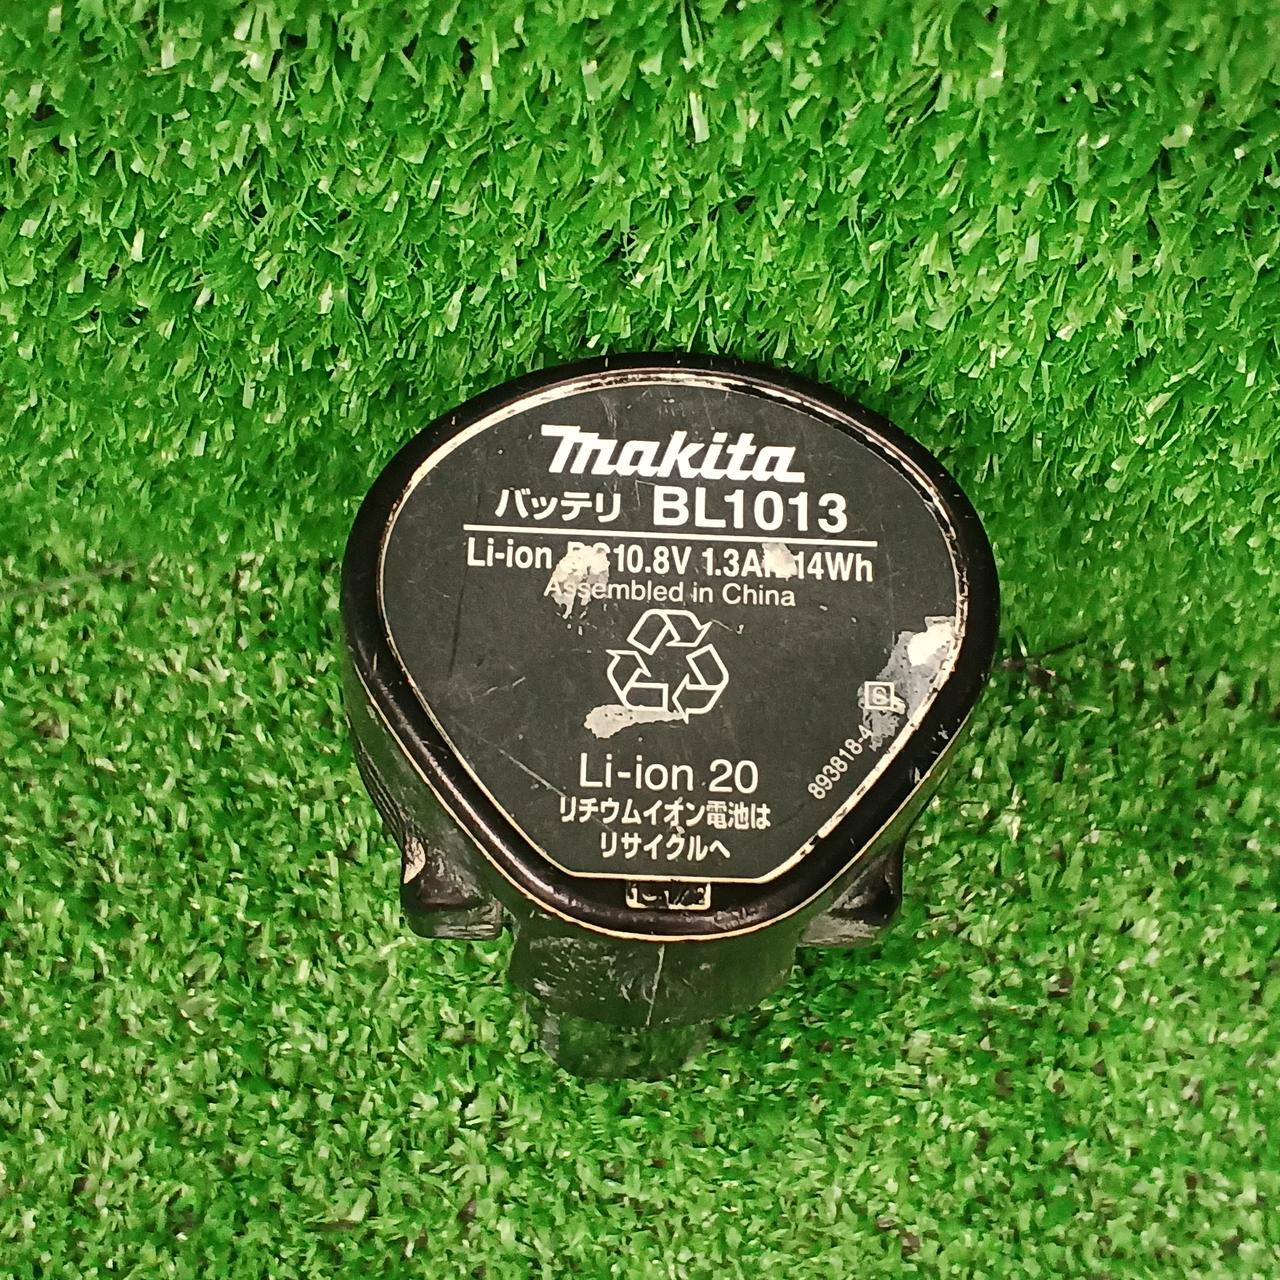 makita
バッテリ BL1013
Li-ion DC10.8V 1.3Ah 14Wh
Assembled in China
Li-ion 20
リチウムイオン電池は
リサイクルへ
S
893818-4